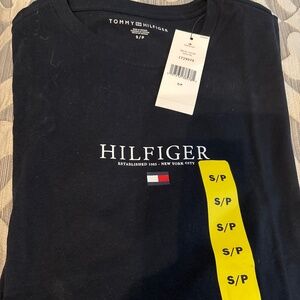 TOMMY HILFIGER
S/P
HILFIGER
ESTABLISHED 1985 - NEW YORK CITY
S/P
S/P
S/P
S/P
S/P